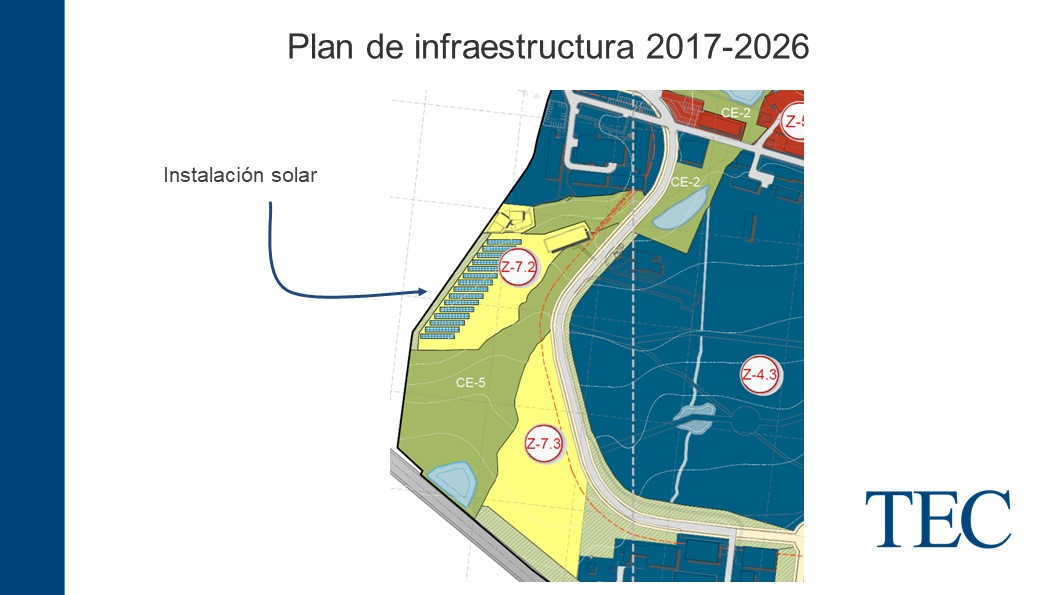 Plan de infraestructura 2017-2026
CE-2
Z-5
Instalación solar
CE-2
Z-7.2
Z-4.3
CE-5
Z-7.3
TEC